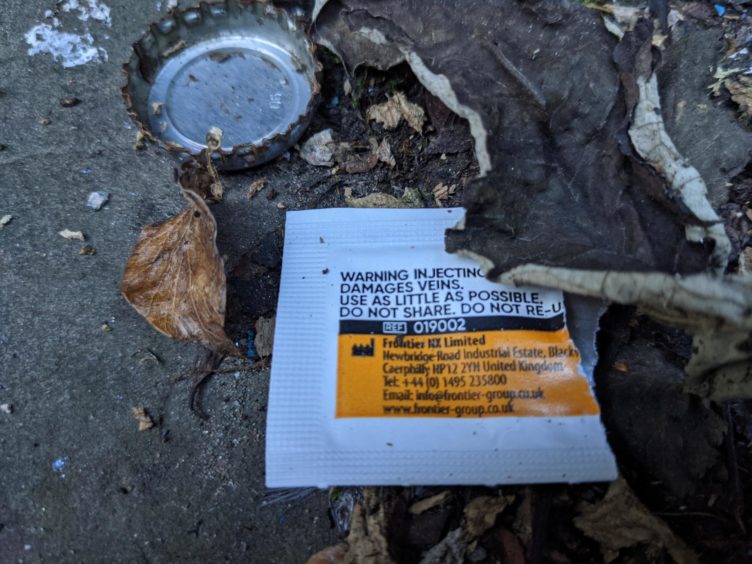 WARNING INJECTING
DAMAGES VEINS.
USE AS LITTLE AS POSSIBLE.
DO NOT SHARE. DO NOT RE-U
REF 019002
Frontier MX Limited
Newbridge Road Industrial Estate, Black
Caerphilly NP12 2YN United Kingdom
Tel: +44 (0) 1495 235800
Email: info@frontier-group.co.uk
www.frontier-group.co.uk